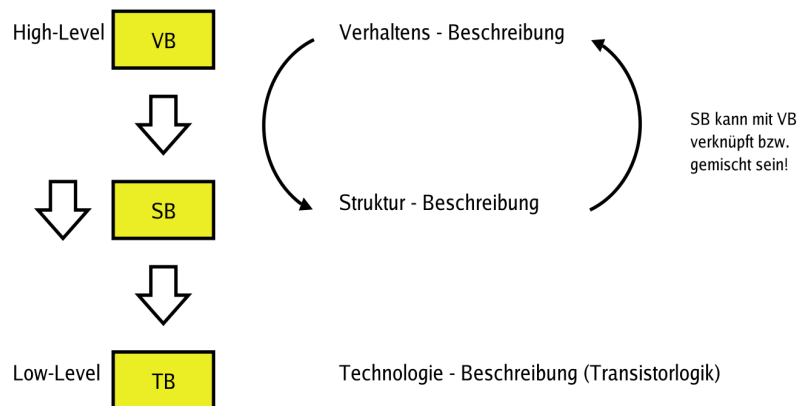 High-Level
VB
Verhaltens - Beschreibung
SB kann mit VB
verknüpft bzw.
gemischt sein!
SB
Struktur - Beschreibung
Low-Level
TB
Technologie - Beschreibung (Transistorlogik)